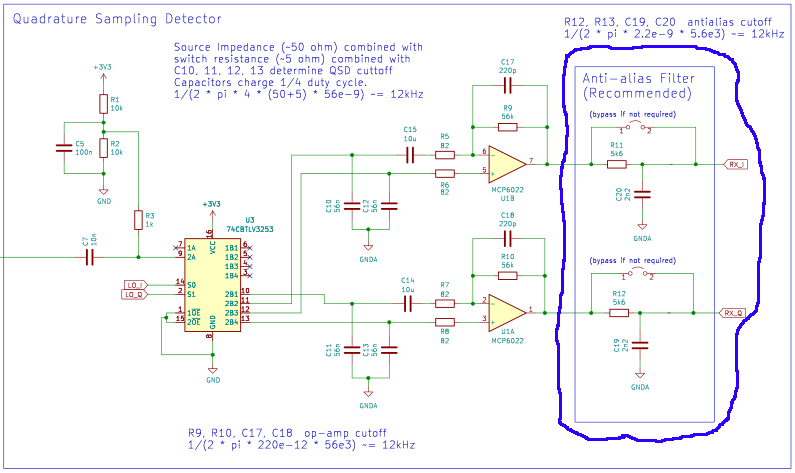 Quadrature Sampling Detector
R12, R13, C19, C20 antialias cutoff
1/(2 * pi * 2.2e-9 * 5.6e3) ~= 12kHz
Source Impedance (~50 ohm) combined with
switch resistance (~5 ohm) combined with
C10, 11, 12, 13 determine QSD cuttoff
Capacitors charge 1/4 duty cycle.
1/(2 * pi * 4 * (50+5) * 56e-9) ~= 12kHz
+3V3
R1
10k
C5
100n
R2
10k
GND
R3
1k
C7
10n
+3V3
U3
74CBTLV3253
16
VCC
7
1A
9
2A
14
S0
2
S1
1
1OE
15
2OE
1B1
6
1B2
5
1B3
4
1B4
3
2B1
10
2B2
11
2B3
12
2B4
13
GND
8
GND
LO_I
LO_Q
C10
56n
C12
56n
GNDA
C15
10u
R5
82
R6
82
C17
220p
R9
56k
6
5
7
MCP6022
U1B
C11
56n
C13
56n
GNDA
C14
10u
R7
82
R8
82
C18
220p
R10
56k
2
3
1
U1A
MCP6022
Anti-alias Filter
(Recommended)
(bypass if not required)
1
2
R11
5k6
C20
2n2
GNDA
RX_I
(bypass if not required)
1
2
R12
5k6
C19
2n2
GNDA
RX_Q
R9, R10, C17, C18 op-amp cutoff
1/(2 * pi * 220e-12 * 56e3) ~= 12kHz